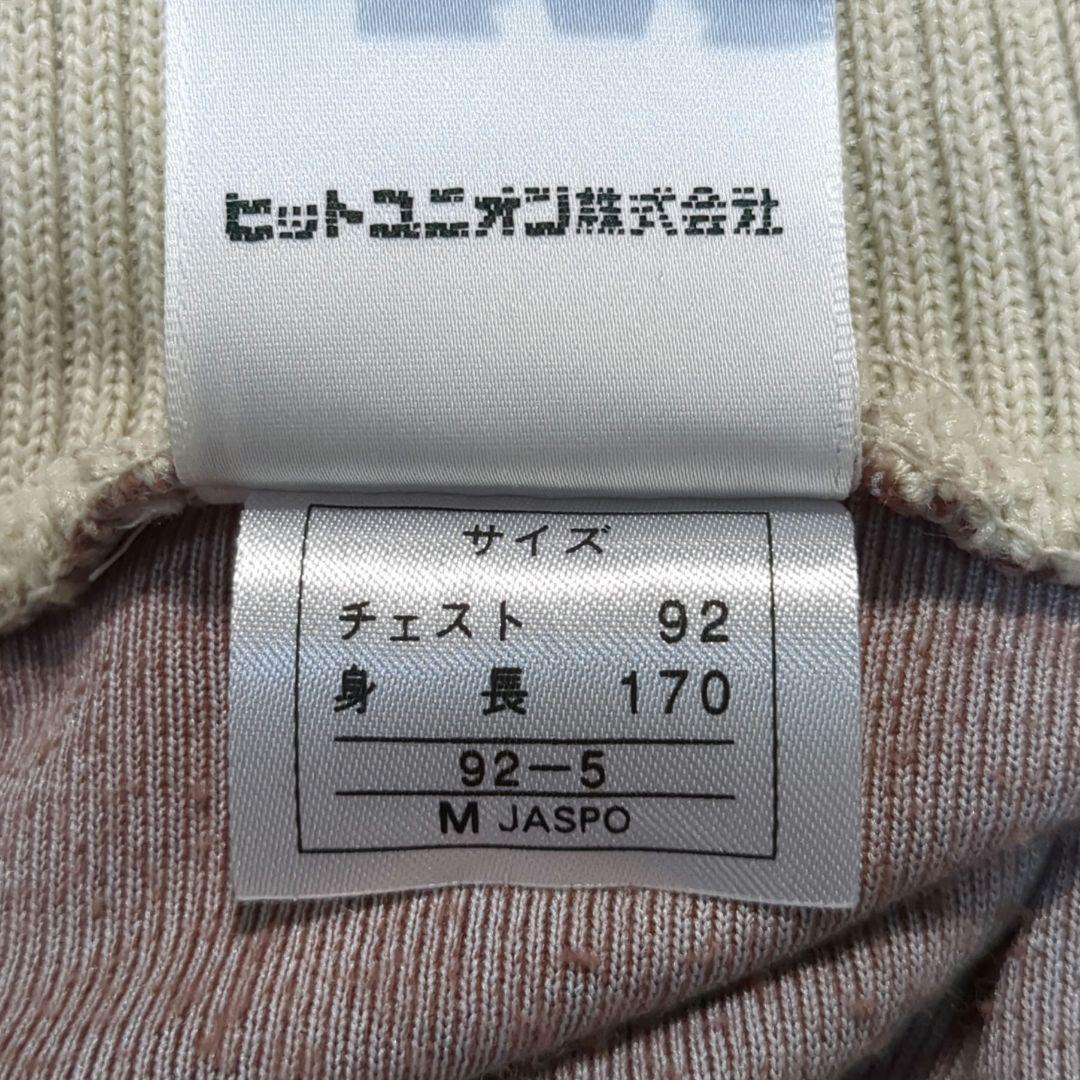 ヒットユニオン株式会社
サイズ
チェスト 92
身長 170
92-5
M JASPO